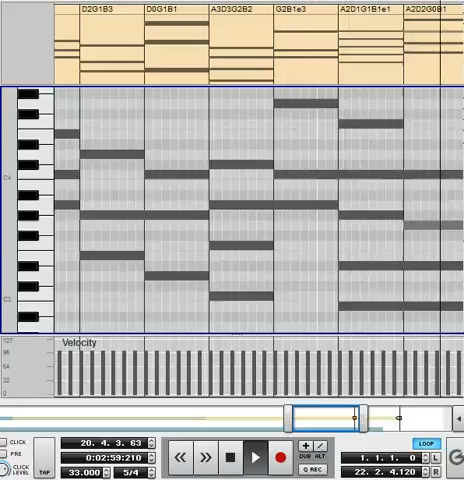 D2G1B3 D0G1B1 A3D3G2B2 G2B1e3 A2D1G1B1e1 A2D2G0B1
C4
C3
127
96
64
32
0
Velocity
CLICK
PRE
CLICK LEVEL
TAP
20. 4. 3. 63
0:02:59:210
33.000 5/4
DUB ALT
Q REC
LOOP
1. 1. 1. 0 L
22. 2. 4.120 R